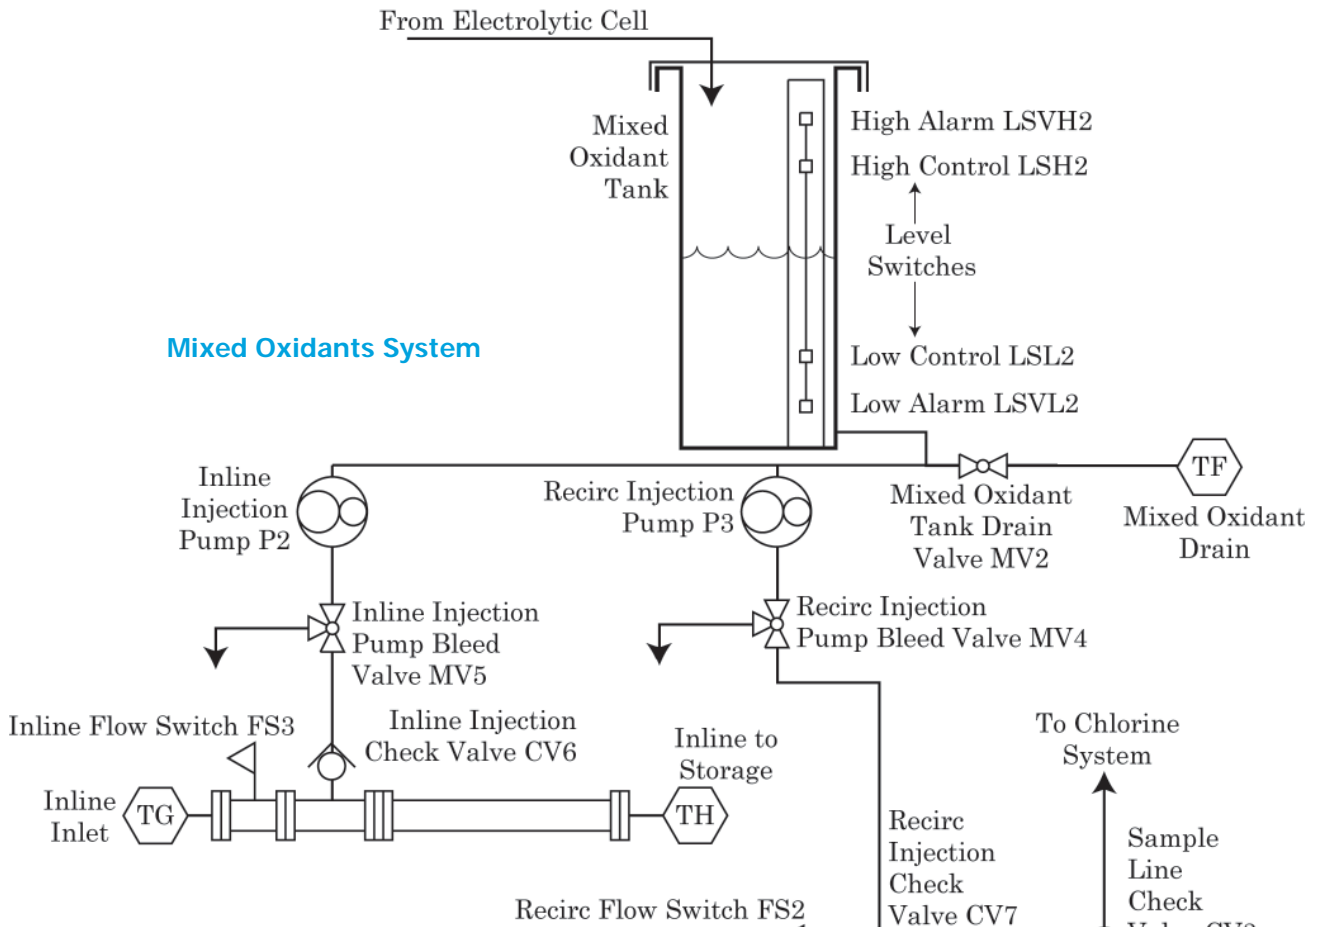 From Electrolytic Cell
Mixed
Oxidant
Tank
High Alarm LSVH2
High Control LSH2
Level
Switches
Low Control LSL2
Low Alarm LSVL2
Mixed Oxidants System
Inline
Injection
Pump P2
Recirc Injection
Pump P3
Mixed Oxidant
Tank Drain
Valve MV2
TF
Mixed Oxidant
Drain
Inline Injection
Pump Bleed
Valve MV5
Recirc Injection
Pump Bleed Valve MV4
Inline Flow Switch FS3
Inline Injection
Check Valve CV6
Inline to
Storage
To Chlorine
System
Inline
Inlet
TG
TH
Recirc
Injection
Check
Valve CV7
Sample
Line
Check
Recirc Flow Switch FS2